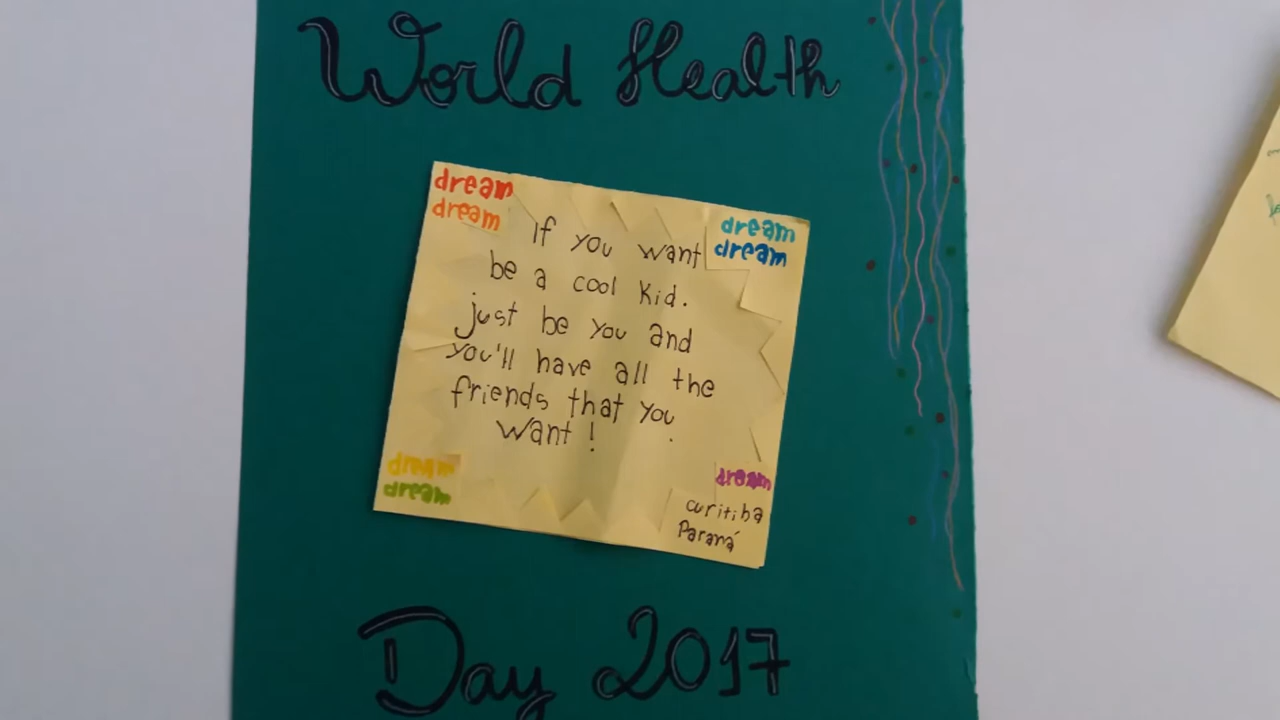 World Health
dream
dream
dream
dream
If you want
be a cool kid.
just be you and
you'll have all the
friends that you
want!
dream
dream
dream
curitiba
Paraná
Day 2017